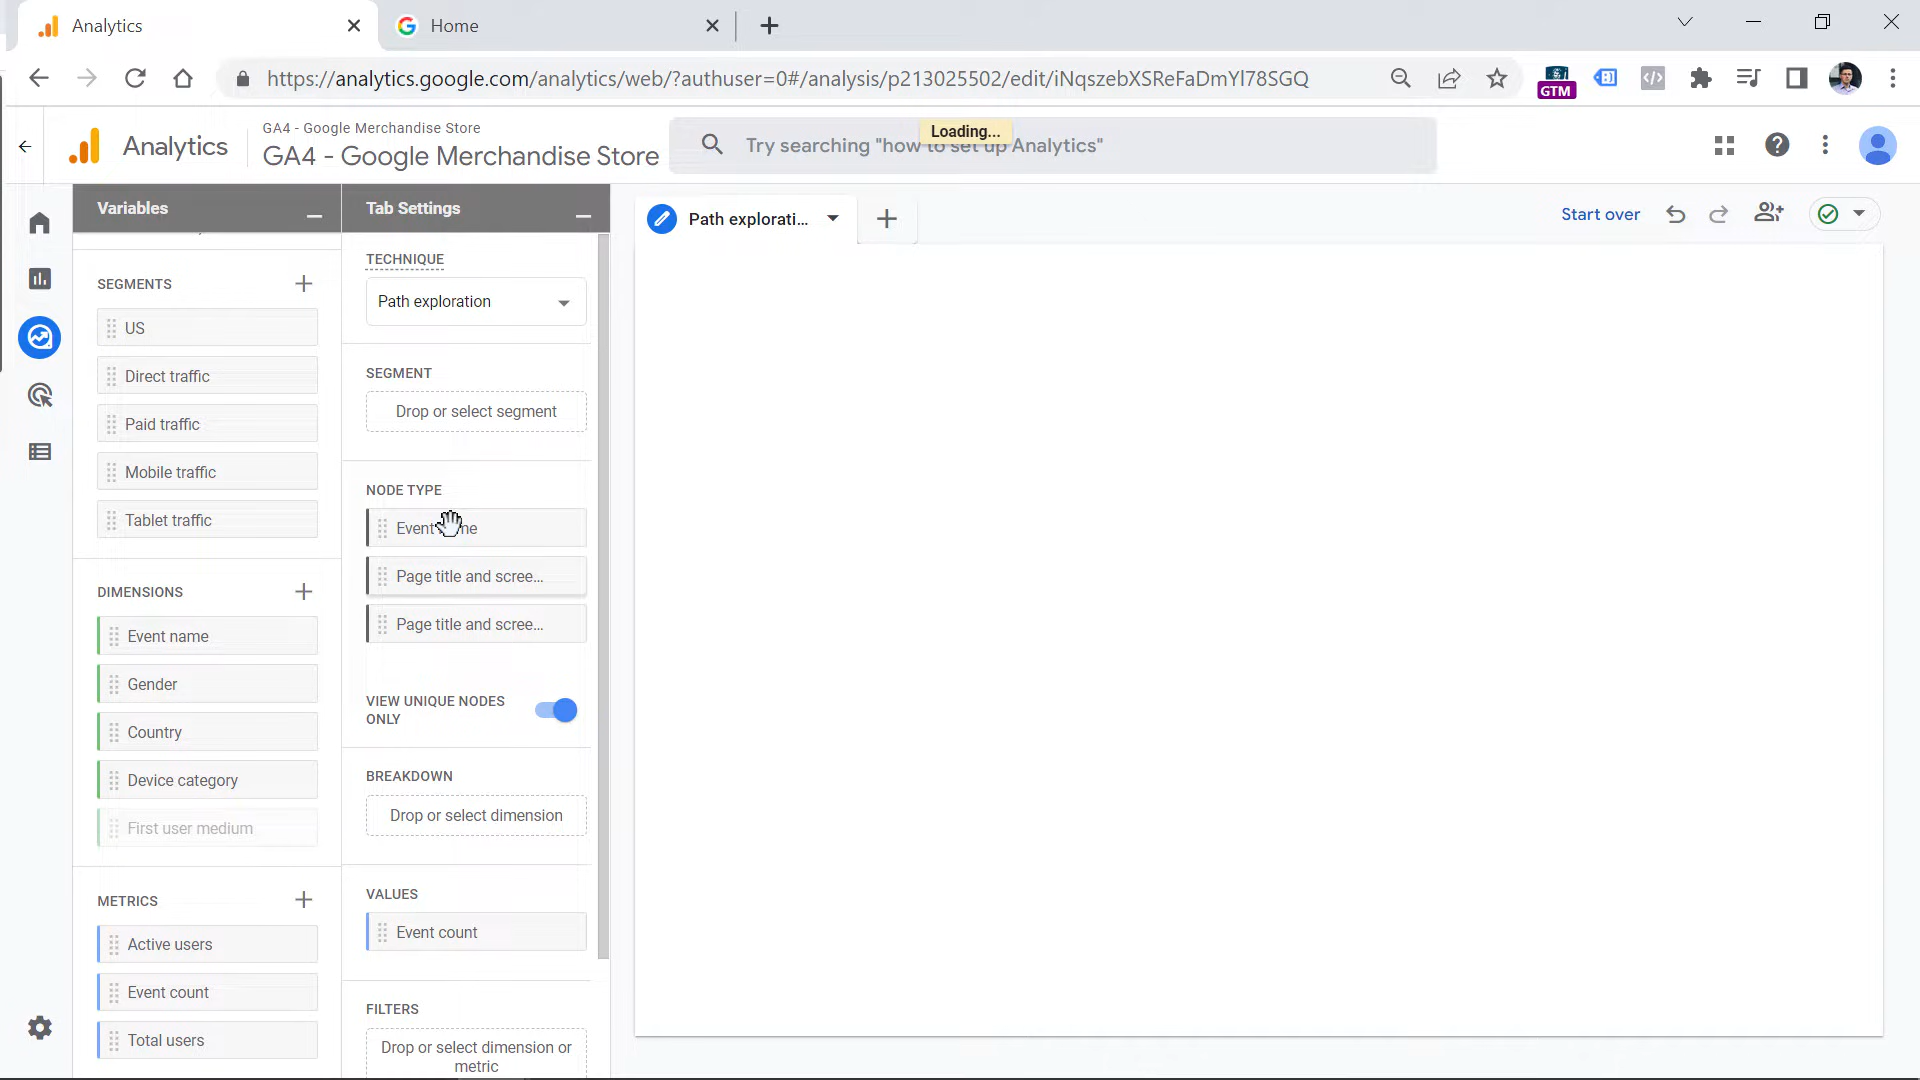 Analytics
Home
https://analytics.google.com/analytics/web/?authuser=0#/analysis/p213025502/edit/iNqszebXSReFaDmYl78SGQ
GTM
Analytics
GA4 - Google Merchandise Store
GA4 - Google Merchandise Store
Try searching "how to set up Analytics"
Loading...
Variables
Tab Settings
Path explorati...
Start over
SEGMENTS
US
Direct traffic
Paid traffic
Mobile traffic
Tablet traffic
DIMENSIONS
Event name
Gender
Country
Device category
First user medium
METRICS
Active users
Event count
Total users
TECHNIQUE
Path exploration
SEGMENT
Drop or select segment
NODE TYPE
Event name
Page title and scree...
Page title and scree...
VIEW UNIQUE NODES
ONLY
BREAKDOWN
Drop or select dimension
VALUES
Event count
FILTERS
Drop or select dimension or
metric